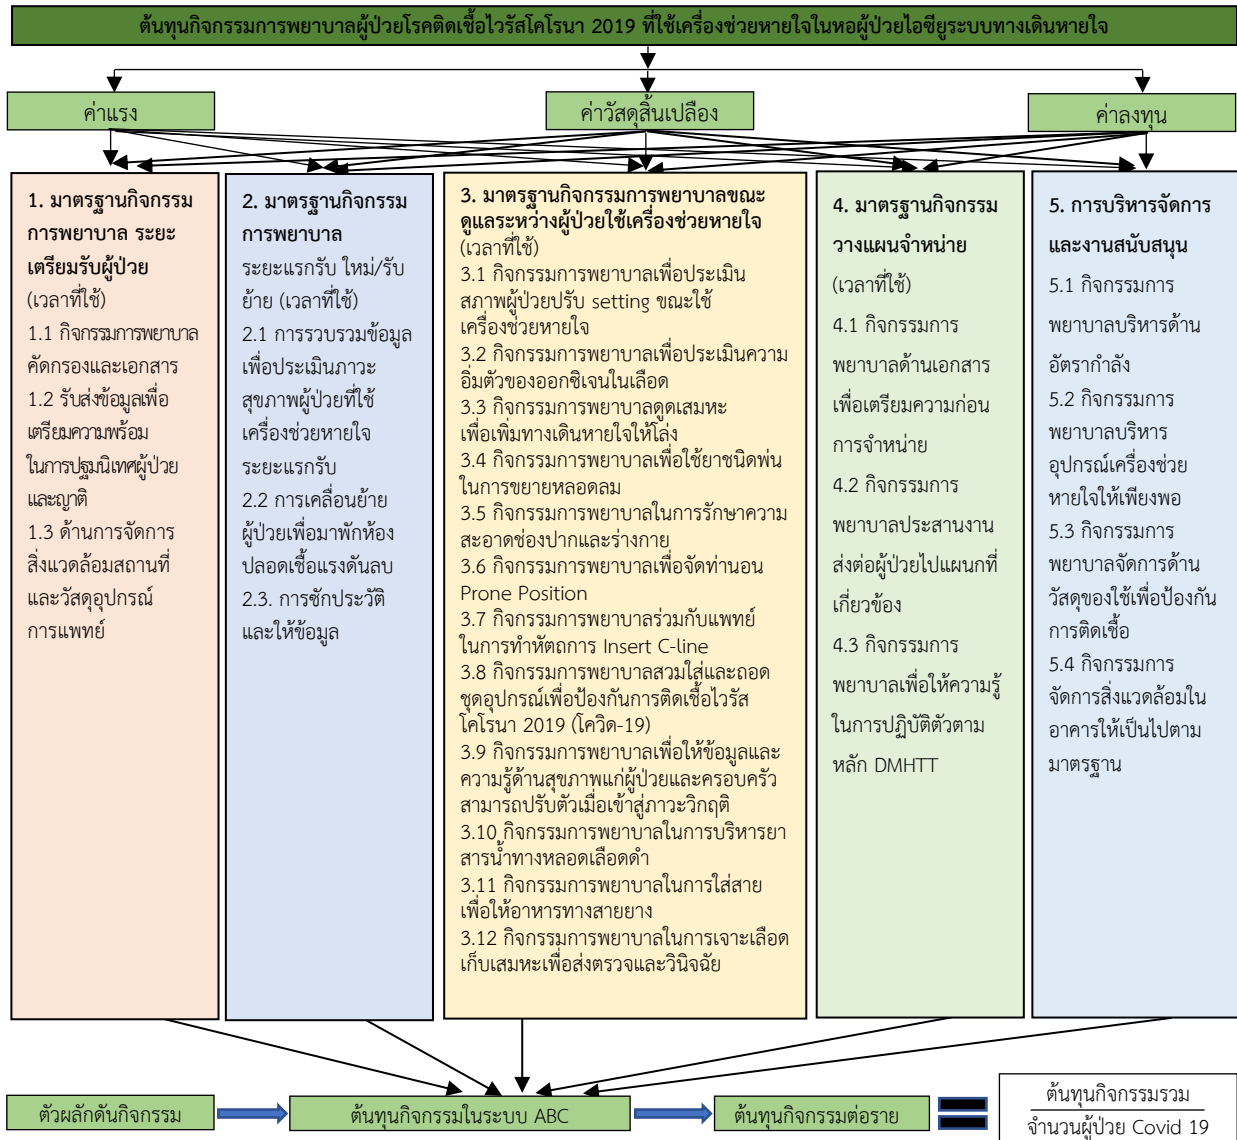 ต้นทุนกิจกรรมการพยาบาลผู้ป่วยโรคติดเชื้อไวรัสโคโรนา 2019 ที่ใช้เครื่องช่วยหายใจในหอผู้ป่วยไอซียูระบบทางเดินหายใจ
ค่าแรง
ค่าวัสดุสิ้นเปลือง
ค่าลงทุน
1. มาตรฐานกิจกรรม
การพยาบาล ระยะ
เตรียมรับผู้ป่วย
(เวลาที่ใช้)
1.1 กิจกรรมการพยาบาล
คัดกรองและเอกสาร
1.2 รับส่งข้อมูลเพื่อ
เตรียมความพร้อม
ในการปฐมนิเทศผู้ป่วย
และญาติ
1.3 ด้านการจัดการ
สิ่งแวดล้อมสถานที่
และวัสดุอุปกรณ์
การแพทย์
2. มาตรฐานกิจกรรม
การพยาบาล
ระยะแรกรับ ใหม่/รับ
ย้าย (เวลาที่ใช้)
2.1 การรวบรวมข้อมูล
เพื่อประเมินภาวะ
สุขภาพผู้ป่วยที่ใช้
เครื่องช่วยหายใจ
ระยะแรกรับ
2.2 การเคลื่อนย้าย
ผู้ป่วยเพื่อมาพักห้อง
ปลอดเชื้อแรงดันลบ
2.3. การซักประวัติ
และให้ข้อมูล
3. มาตรฐานกิจกรรมการพยาบาลขณะ
ดูแลระหว่างผู้ป่วยใช้เครื่องช่วยหายใจ
(เวลาที่ใช้)
3.1 กิจกรรมการพยาบาลเพื่อประเมิน
สภาพผู้ป่วยปรับ setting ขณะใช้
เครื่องช่วยหายใจ
3.2 กิจกรรมการพยาบาลเพื่อประเมินความ
อิ่มตัวของออกซิเจนในเลือด
3.3 กิจกรรมการพยาบาลดูดเสมหะ
เพื่อเพิ่มทางเดินหายใจให้โล่ง
3.4 กิจกรรมการพยาบาลเพื่อใช้ยาชนิดพ่น
ในการขยายหลอดลม
3.5 กิจกรรมการพยาบาลในการรักษาความ
สะอาดช่องปากและร่างกาย
3.6 กิจกรรมการพยาบาลเพื่อจัดท่านอน
Prone Position
3.7 กิจกรรมการพยาบาลร่วมกับแพทย์
ในการทำหัตถการ Insert C-line
3.8 กิจกรรมการพยาบาลสวมใส่และถอด
ชุดอุปกรณ์เพื่อป้องกันการติดเชื้อไวรัส
โคโรนา 2019 (โควิด-19)
3.9 กิจกรรมการพยาบาลเพื่อให้ข้อมูลและ
ความรู้ด้านสุขภาพแก่ผู้ป่วยและครอบครัว
สามารถปรับตัวเมื่อเข้าสู่ภาวะวิกฤติ
3.10 กิจกรรมการพยาบาลในการบริหารยา
สารน้ำทางหลอดเลือดดำ
3.11 กิจกรรมการพยาบาลในการใส่สาย
เพื่อให้อาหารทางสายยาง
3.12 กิจกรรมการพยาบาลในการเจาะเลือด
เก็บเสมหะเพื่อส่งตรวจและวินิจฉัย
4. มาตรฐานกิจกรรม
วางแผนจำหน่าย
(เวลาที่ใช้)
4.1 กิจกรรมการ
พยาบาลด้านเอกสาร
เพื่อเตรียมความก่อน
การจำหน่าย
4.2 กิจกรรมการ
พยาบาลประสานงาน
ส่งต่อผู้ป่วยไปแผนกที่
เกี่ยวข้อง
4.3 กิจกรรมการ
พยาบาลเพื่อให้ความรู้
ในการปฏิบัติตัวตาม
หลัก DMHTT
5. การบริหารจัดการ
และงานสนับสนุน
5.1 กิจกรรมการ
พยาบาลบริหารด้าน
อัตรากำลัง
5.2 กิจกรรมการ
พยาบาลบริหาร
อุปกรณ์เครื่องช่วย
หายใจให้เพียงพอ
5.3 กิจกรรมการ
พยาบาลจัดการด้าน
วัสดุของใช้เพื่อป้องกัน
การติดเชื้อ
5.4 กิจกรรมการ
จัดการสิ่งแวดล้อมใน
อาคารให้เป็นไปตาม
มาตรฐาน
ตัวผลักดันกิจกรรม
ต้นทุนกิจกรรมในระบบ ABC
ต้นทุนกิจกรรมต่อราย
ต้นทุนกิจกรรมรวม
จำนวนผู้ป่วย Covid 19